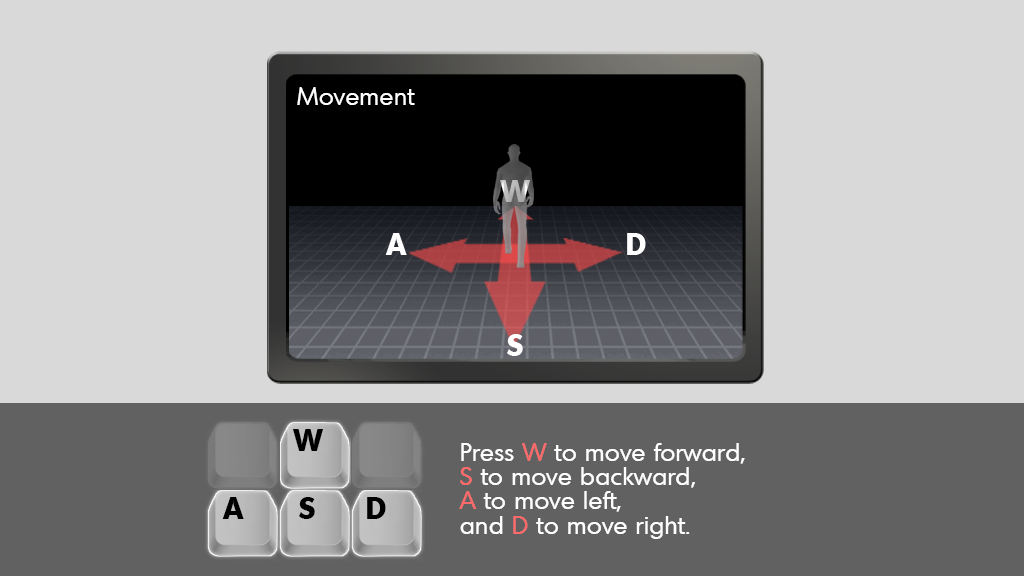 Movement
W
A
D
S
W
A S D
Press W to move forward,
S to move backward,
A to move left,
and D to move right.